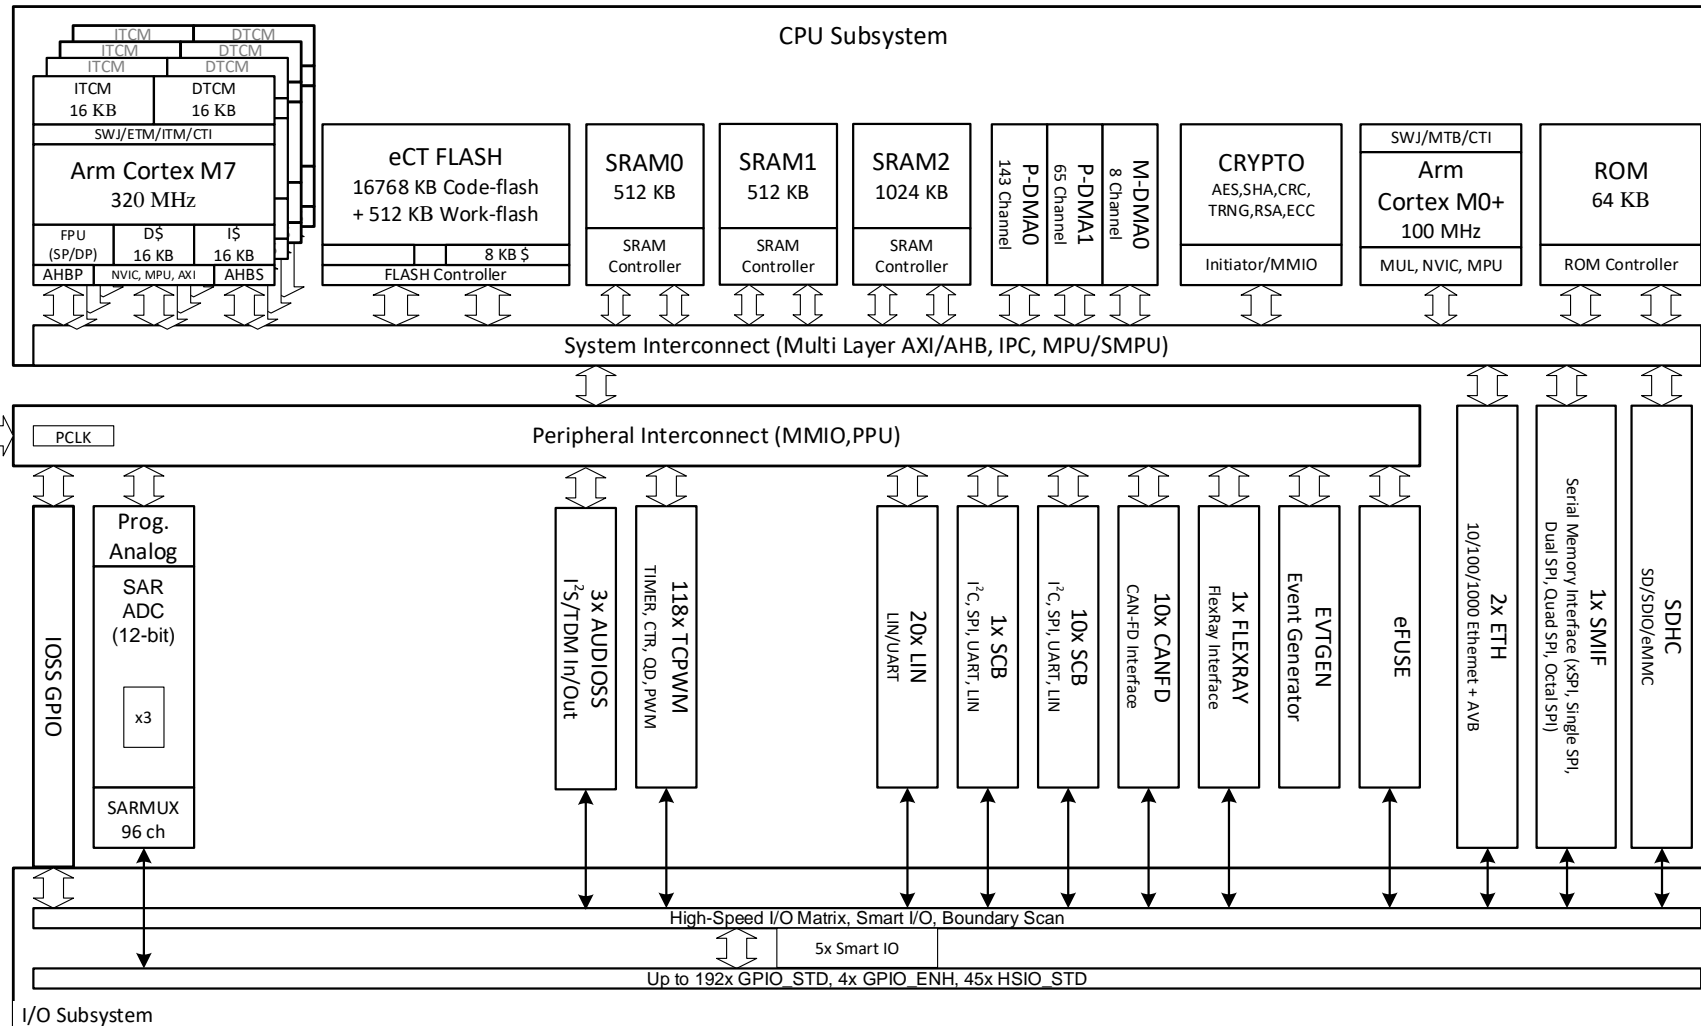 CPU Subsystem
ITCM DTCM
ITCM DTCM
ITCM DTCM
ITCM
16 KB
DTCM
16 KB
SWJ/ETM/ITM/CTI
Arm Cortex M7
320 MHz
FPU
(SP/DP)
D$
16 KB
I$
16 KB
AHBP
NVIC, MPU, AXI
AHBS
eCT FLASH
16768 KB Code-flash
+ 512 KB Work-flash
8 KB $
FLASH Controller
SRAM0
512 KB
SRAM
Controller
SRAM1
512 KB
SRAM
Controller
SRAM2
1024 KB
SRAM
Controller
P-DMA0
143 Channel
P-DMA1
65 Channel
M-DMA0
8 Channel
CRYPTO
AES,SHA,CRC,
TRNG,RSA,ECC
Initiator/MMIO
SWJ/MTB/CTI
Arm
Cortex M0+
100 MHz
MUL, NVIC, MPU
ROM
64 KB
ROM Controller
System Interconnect (Multi Layer AXI/AHB, IPC, MPU/SMPU)
PCLK
Peripheral Interconnect (MMIO,PPU)
IOSS GPIO
Prog.
Analog
SAR
ADC
(12-bit)
x3
SARMUX
96 ch
3x AUDIOSS
I²S/TDM In/Out
118x TCPWM
TIMER, CTR, QD, PWM
20x LIN
LIN/UART
1x SCB
I²C, SPI, UART, LIN
10x SCB
I²C, SPI, UART, LIN
10x CANFD
CAN-FD Interface
1x FLEXRAY
FlexRay Interface
EVTGEN
Event Generator
eFUSE
2x ETH
10/100/1000 Ethernet + AVB
1x SMIF
Serial Memory Interface (xSPI, Single SPI,
Dual SPI, Quad SPI, Octal SPI)
SDHC
SD/SDIO/eMMC
High-Speed I/O Matrix, Smart I/O, Boundary Scan
5x Smart IO
Up to 192x GPIO_STD, 4x GPIO_ENH, 45x HSIO_STD
I/O Subsystem